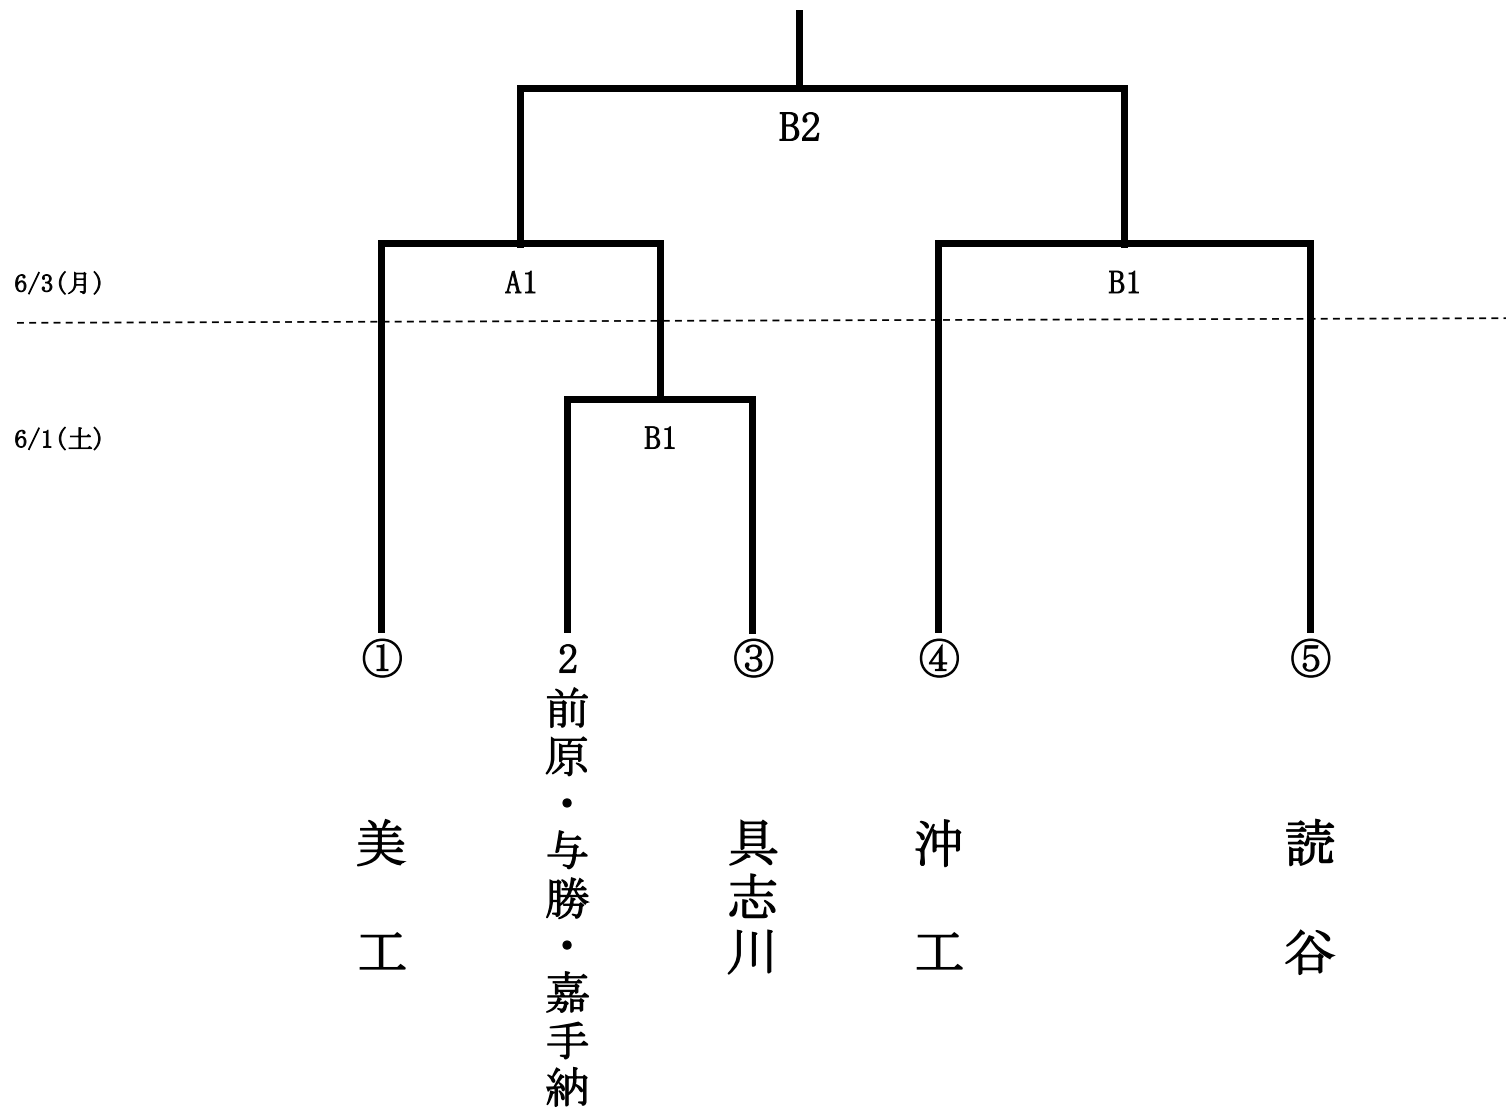 B2
6/3(月)
A1
B1
6/1(土)
B1
①
2
③
④
⑤
美工
前原・与勝・嘉手納
具志川
沖工
読谷